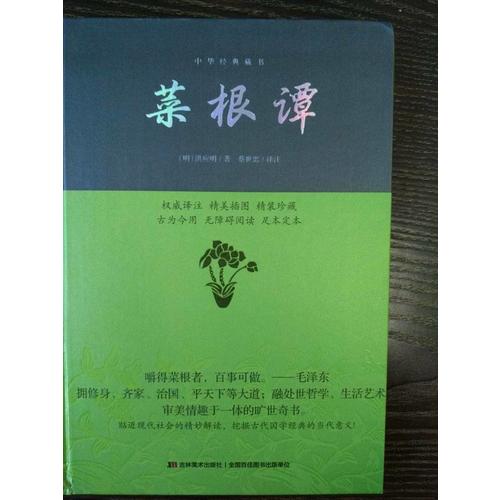 中华经典藏书
菜根谭
[明]洪应明/著 蔡世忠/译注
权威译注 精美插图 精装珍藏
古为今用 无障碍阅读 足本定本
嚼得菜根者，百事可做。——毛泽东
拥修身、齐家、治国、平天下等大道；融处世哲学、生活艺术
审美情趣于一体的旷世奇书。
贴近现代社会的精妙解读，挖掘古代国学经典的当代意义！
吉林美术出版社 | 全国百佳图书出版单位